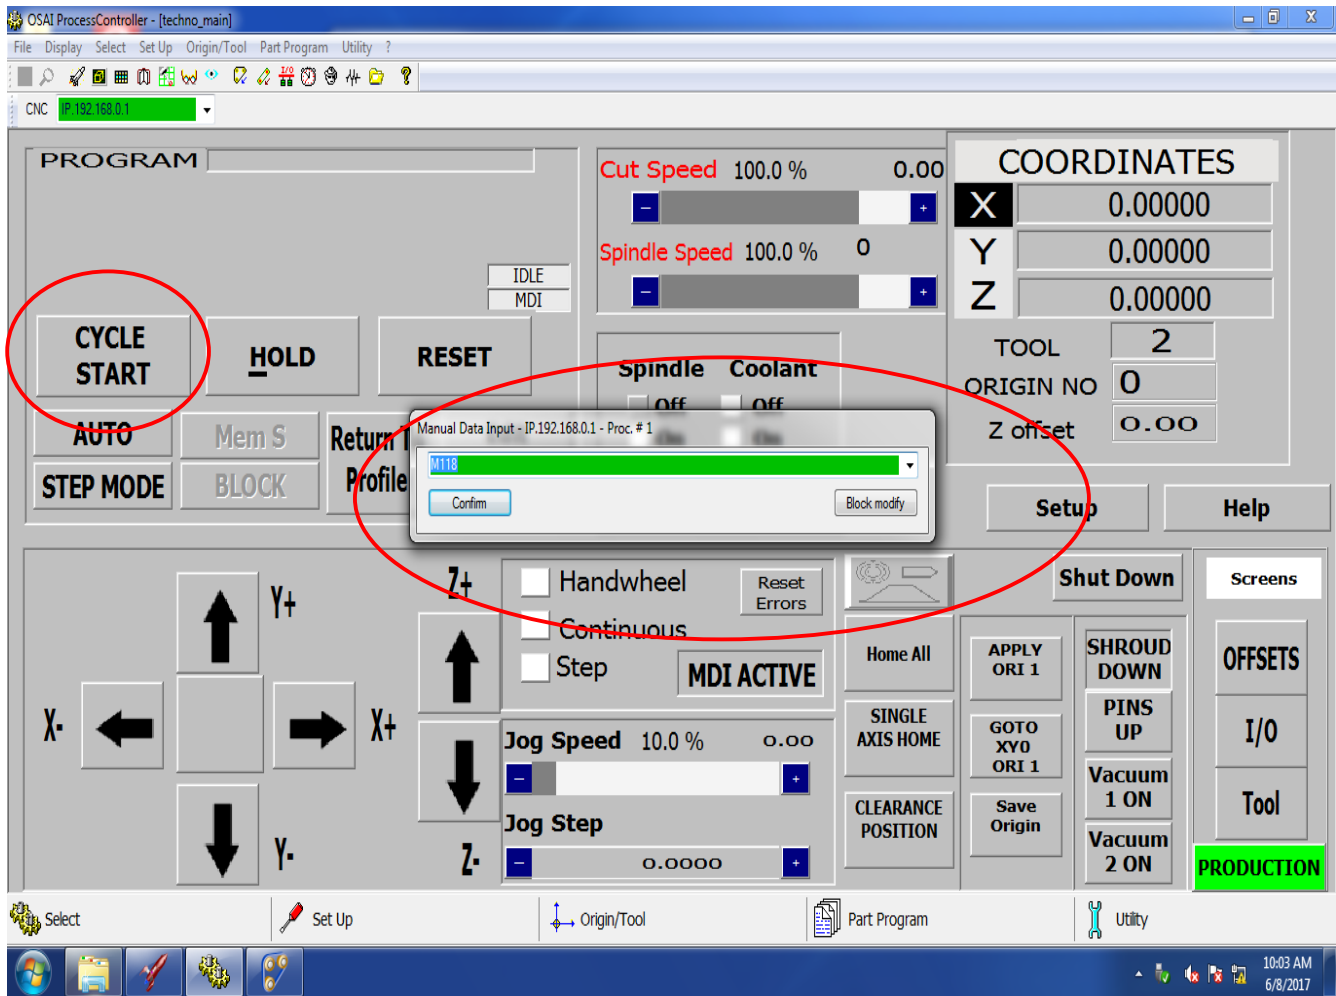 OSAI ProcessController - [techno_main]
File Display Select Set Up Origin/Tool Part Program Utility ?
CNC IP.192.168.0.1
PROGRAM
IDLE
MDI
CYCLE START
HOLD
RESET
AUTO
Mem S
Return T
Profile
STEP MODE
BLOCK
Cut Speed 100.0 % 0.00
- +
Spindle Speed 100.0 % 0
- +
Spindle Coolant
Off Off
On On
COORDINATES
X 0.00000
Y 0.00000
Z 0.00000
TOOL 2
ORIGIN NO 0
Z offset 0.00
Manual Data Input - IP.192.168.0.1 - Proc. # 1
M118
Confirm
Block modify
Setup
Help
Y+
X-
X+
Y-
Z+
Z-
Handwheel
Reset Errors
Continuous
Step
MDI ACTIVE
Jog Speed 10.0 % 0.00
- +
Jog Step
- 0.0000 +
Home All
SINGLE AXIS HOME
CLEARANCE POSITION
APPLY ORI 1
GOTO XY0 ORI 1
Save Origin
Shut Down
SHROUD DOWN
PINS UP
Vacuum 1 ON
Vacuum 2 ON
Screens
OFFSETS
I/O
Tool
PRODUCTION
Select
Set Up
Origin/Tool
Part Program
Utility
10:03 AM
6/8/2017